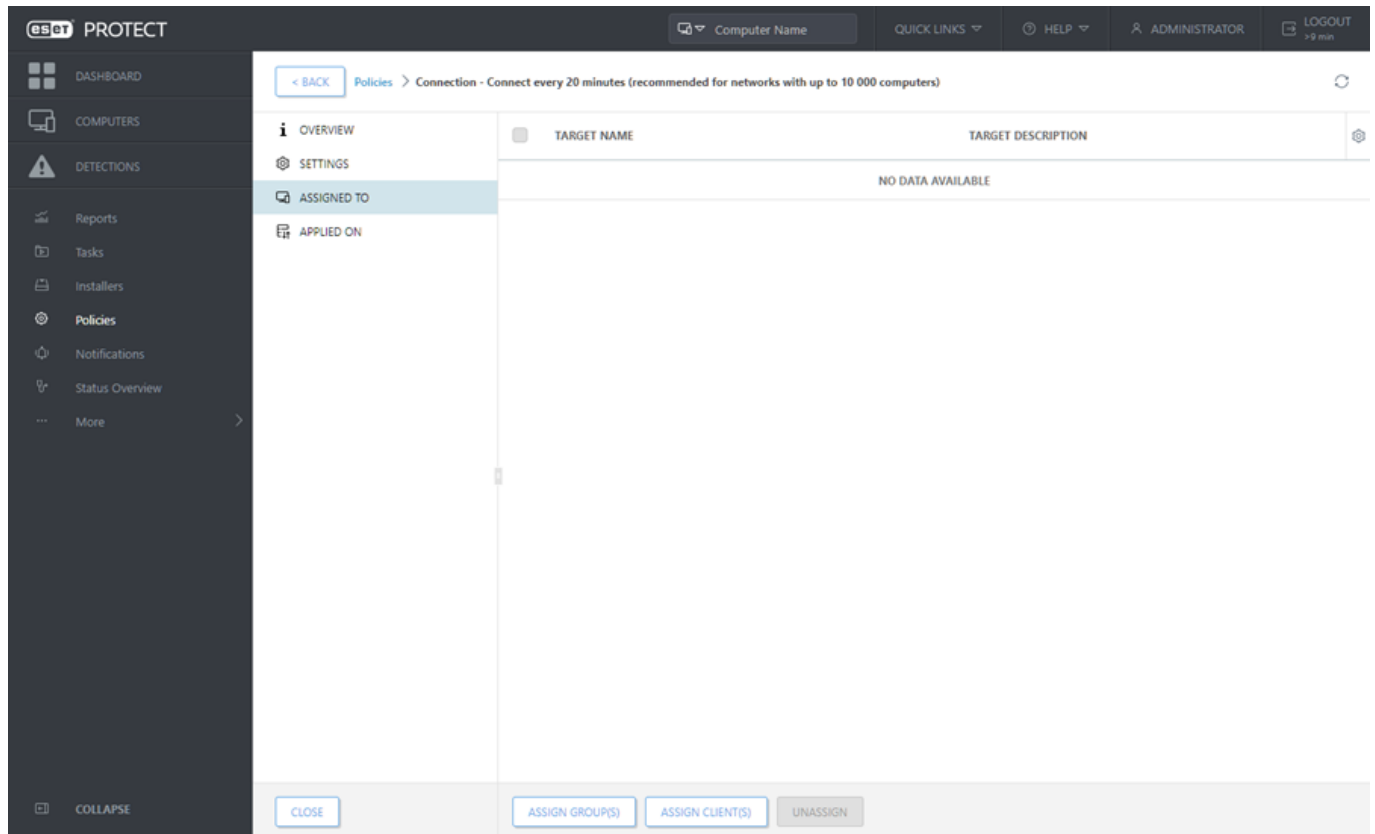 eset PROTECT
Computer Name
QUICK LINKS
HELP
ADMINISTRATOR
LOGOUT
>9 min
DASHBOARD
COMPUTERS
DETECTIONS
Reports
Tasks
Installers
Policies
Notifications
Status Overview
More
COLLAPSE
< BACK
Policies > Connection - Connect every 20 minutes (recommended for networks with up to 10 000 computers)
OVERVIEW
SETTINGS
ASSIGNED TO
APPLIED ON
TARGET NAME
TARGET DESCRIPTION
NO DATA AVAILABLE
CLOSE
ASSIGN GROUP(S)
ASSIGN CLIENT(S)
UNASSIGN